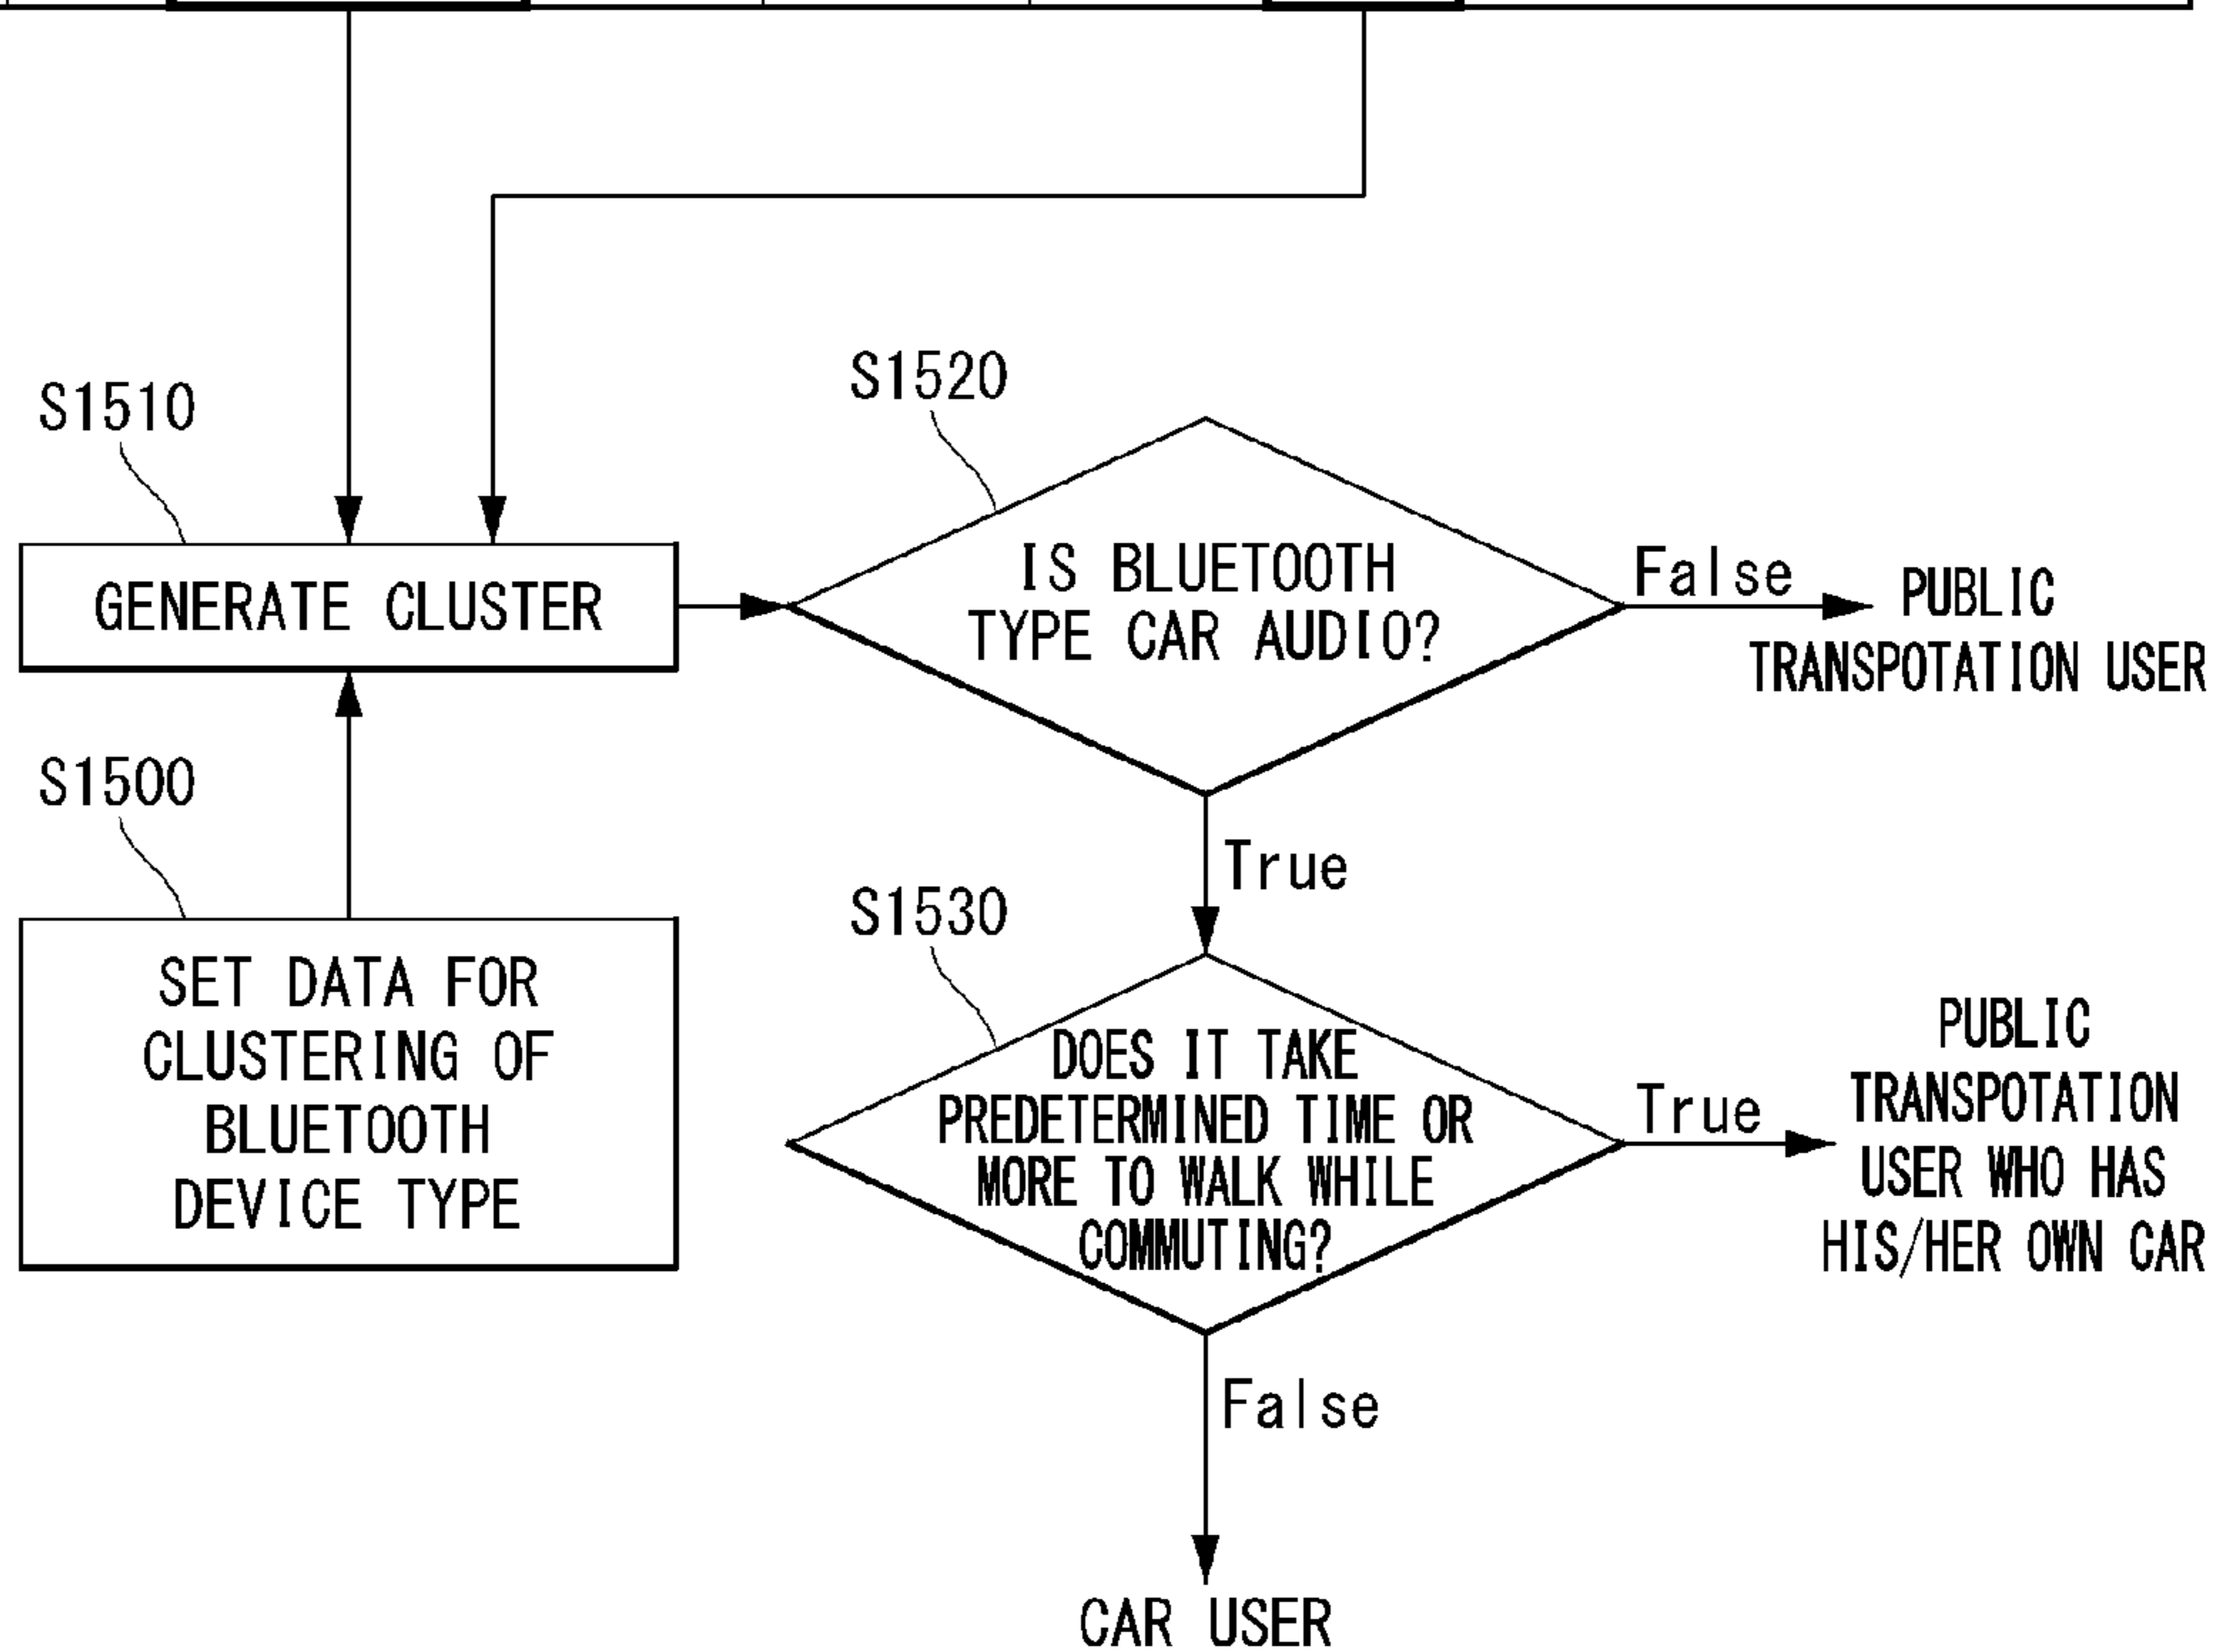 S1510
GENERATE CLUSTER
S1520
IS BLUETOOTH
TYPE CAR AUDIO?
False
PUBLIC
TRANSPOTATION USER
True
S1500
SET DATA FOR
CLUSTERING OF
BLUETOOTH
DEVICE TYPE
S1530
DOES IT TAKE
PREDETERMINED TIME OR
MORE TO WALK WHILE
COMMUTING?
True
PUBLIC
TRANSPOTATION
USER WHO HAS
HIS/HER OWN CAR
False
CAR USER